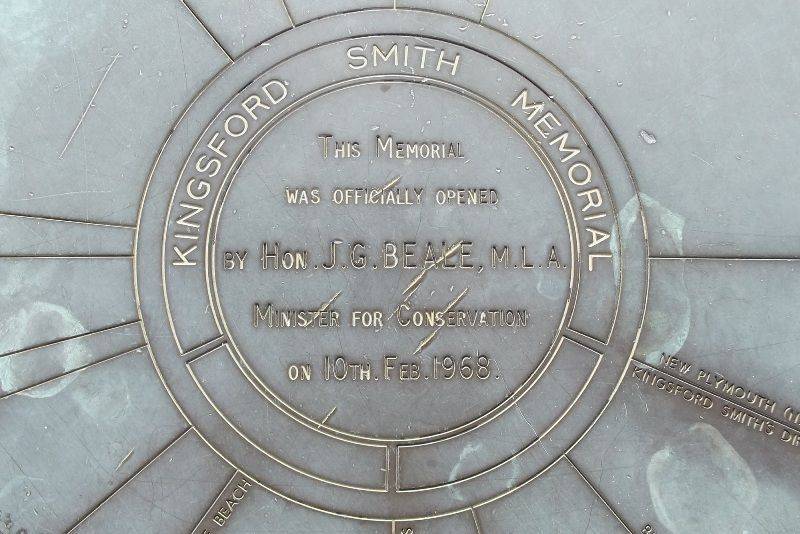 KINGSFORD SMITH MEMORIAL
THIS MEMORIAL
WAS OFFICIALLY OPENED
BY HON. J.G. BEALE, M.L.A.
MINISTER FOR CONSERVATION
ON 10TH. FEB. 1968.
NEW PLYMOUTH
KINGSFORD SMITH'S
BEACH